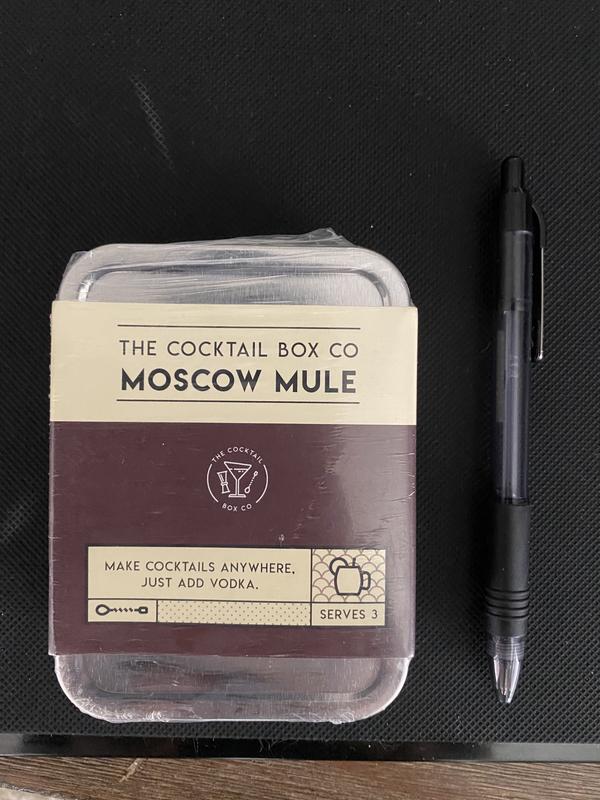 THE COCKTAIL BOX CO
MOSCOW MULE
THE COCKTAIL
BOX CO
MAKE COCKTAILS ANYWHERE,
JUST ADD VODKA.
SERVES 3